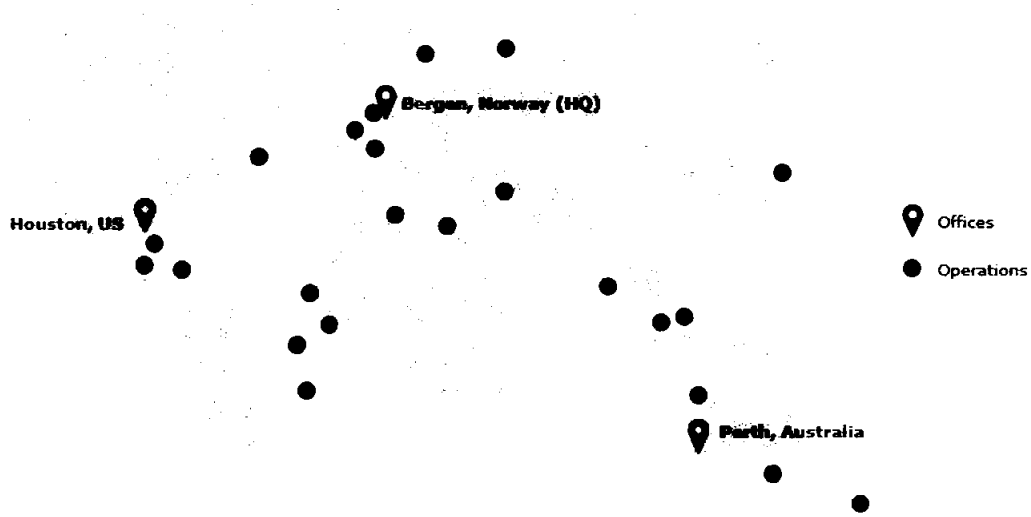 Bergen, Norway (HQ)
Houston, US
Offices
Operations
Perth, Australia